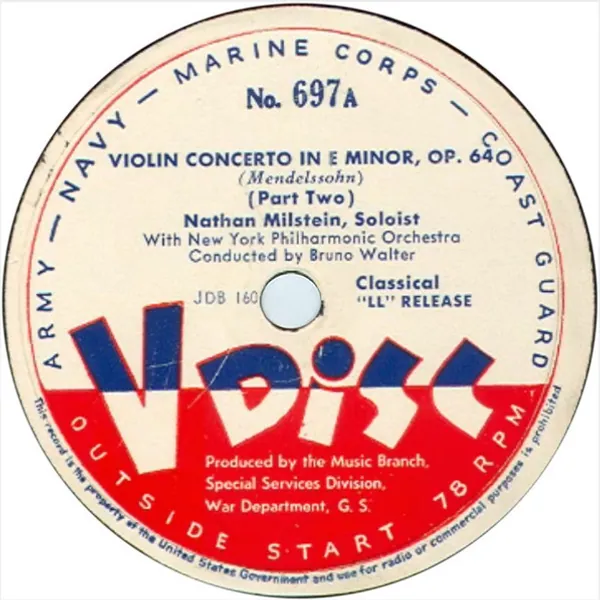 ARMY — NAVY — MARINE CORPS — COAST GUARD
No. 697A
VIOLIN CONCERTO IN E MINOR, OP. 64
(Mendelssohn)
(Part Two)
Nathan Milstein, Soloist
With New York Philharmonic Orchestra
Conducted by Bruno Walter
JDB 160
Classical
"LL" RELEASE
V DiSC
Produced by the Music Branch,
Special Services Division,
War Department, G. S.
OUTSIDE START 78 RPM
This record is the property of the United States Government and use for radio or commercial purposes is prohibited